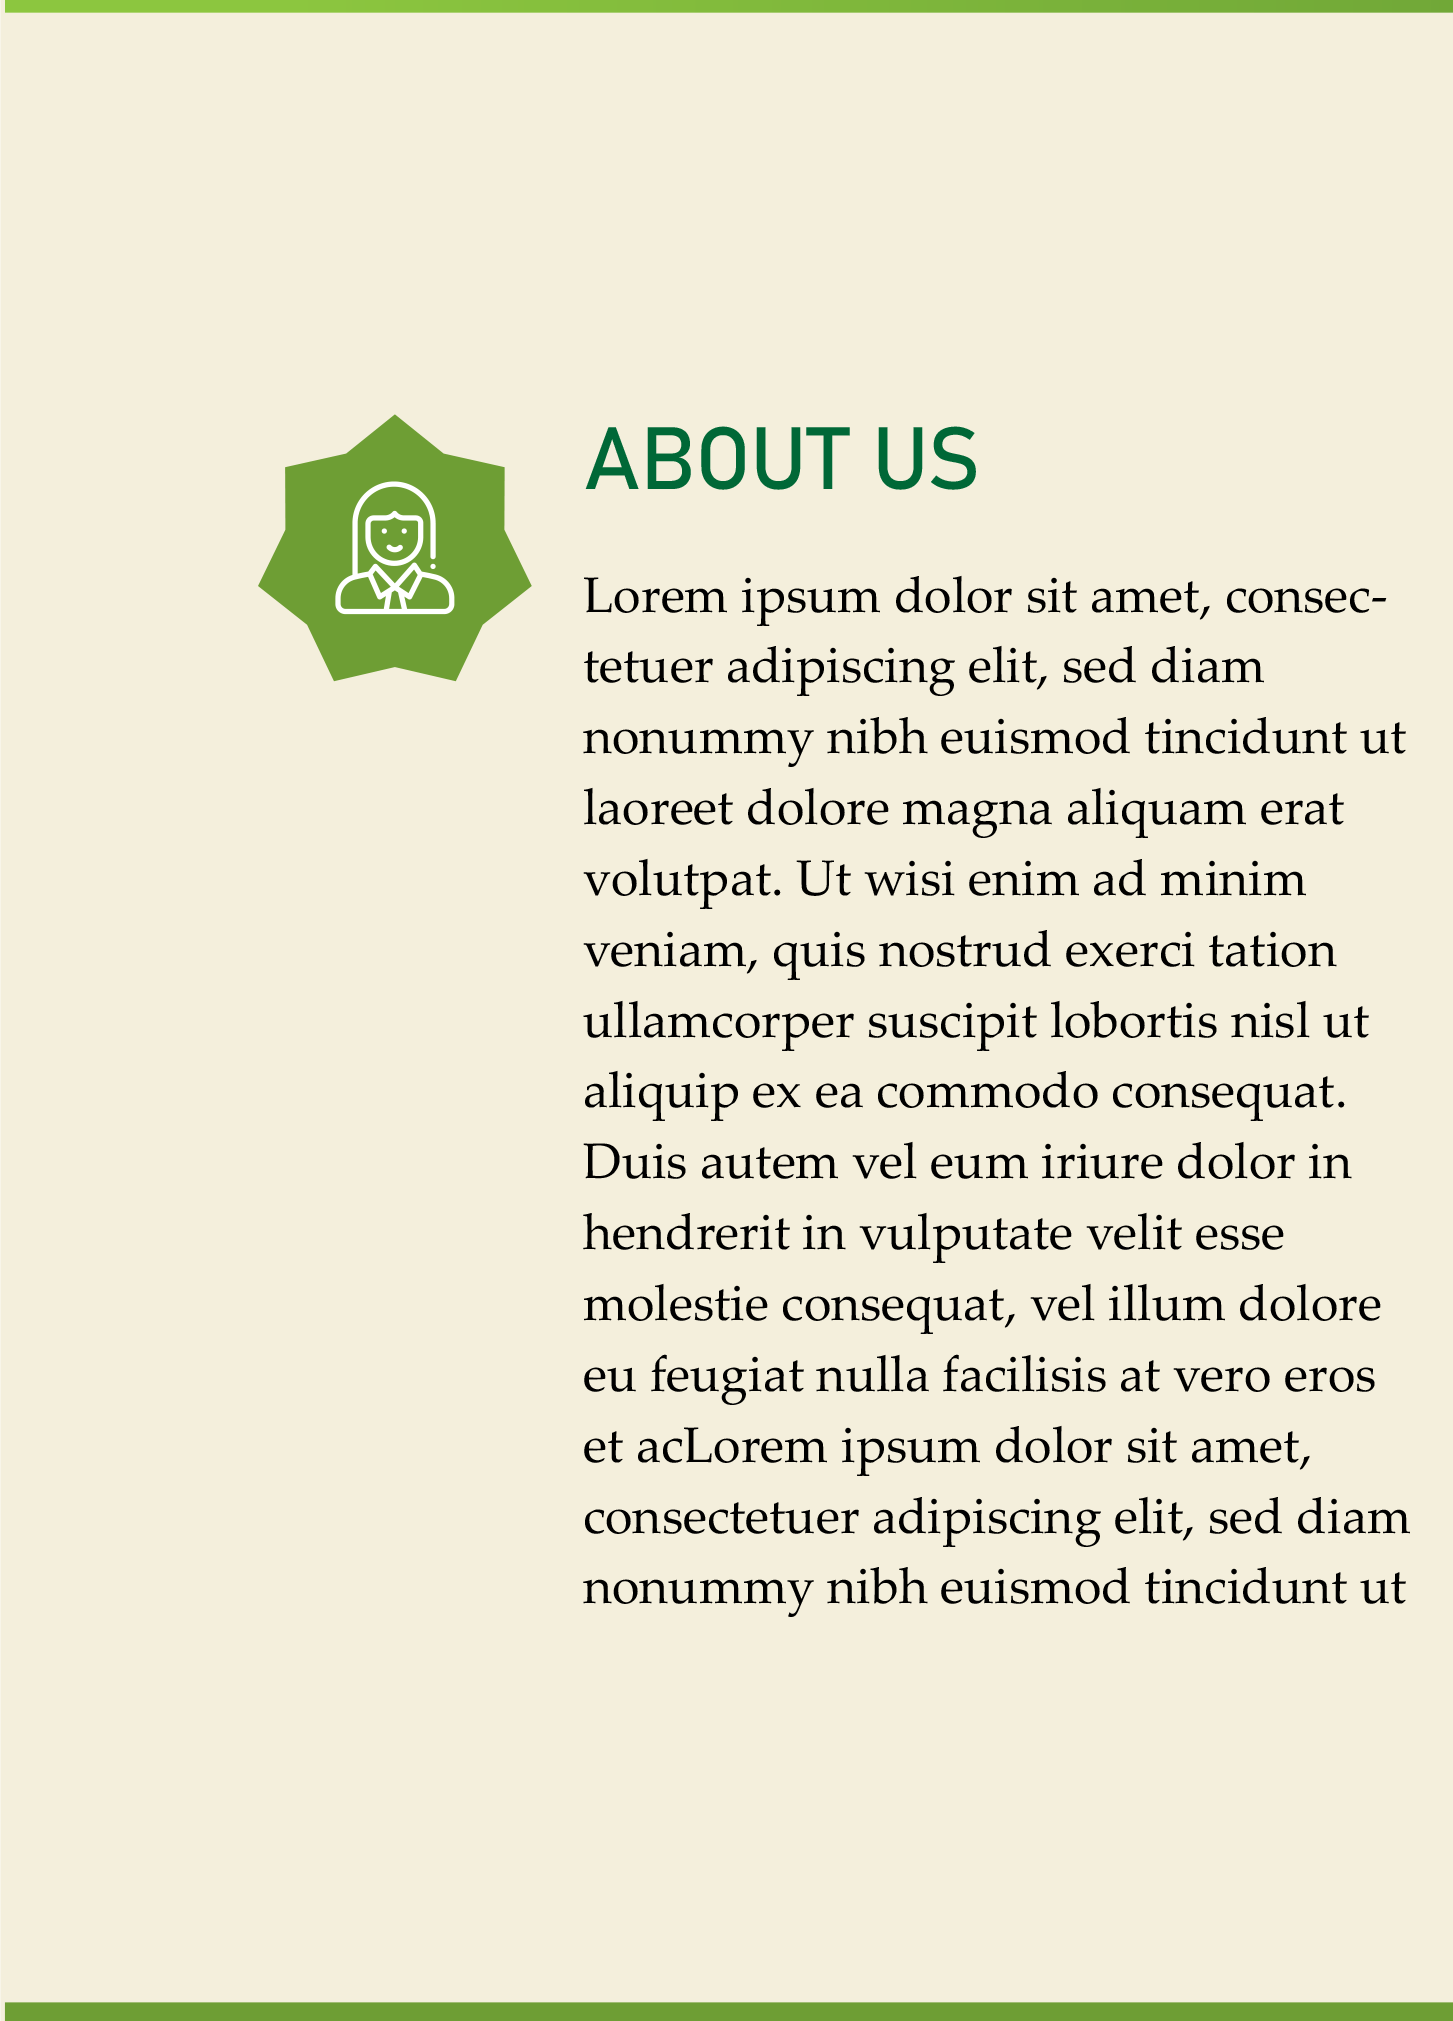 ABOUT US
Lorem ipsum dolor sit amet, consec-
tetuer adipiscing elit, sed diam
nonummy nibh euismod tincidunt ut
laoreet dolore magna aliquam erat
volutpat. Ut wisi enim ad minim
veniam, quis nostrud exerci tation
ullamcorper suscipit lobortis nisl ut
aliquip ex ea commodo consequat.
Duis autem vel eum iriure dolor in
hendrerit in vulputate velit esse
molestie consequat, vel illum dolore
eu feugiat nulla facilisis at vero eros
et acLorem ipsum dolor sit amet,
consectetuer adipiscing elit, sed diam
nonummy nibh euismod tincidunt ut